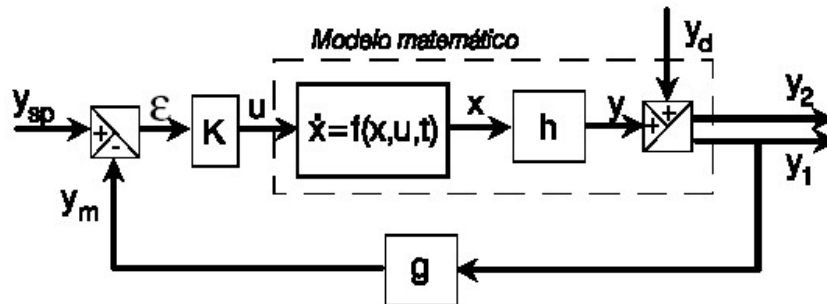 Modelo matemático
y_d
y_sp
+
-
ε
K
u
ẋ=f(x,u,t)
x
h
y
+
+
y_2
y_1
y_m
g